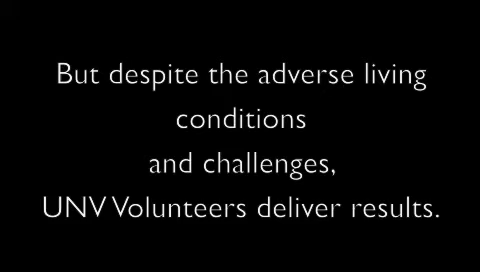 But despite the adverse living
conditions
and challenges,
UNV Volunteers deliver results.